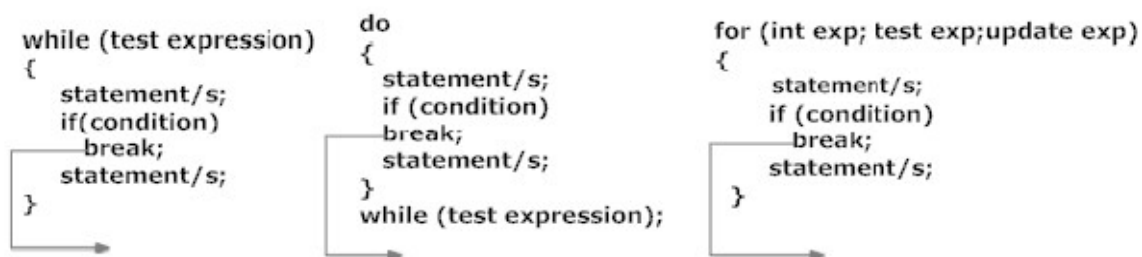 while (test expression)
{
statement/s;
if(condition)
break;
statement/s;
}
do
{
statement/s;
if (condition)
break;
statement/s;
}
while (test expression);
for (int exp; test exp;update exp)
{
statement/s;
if (condition)
break;
statement/s;
}